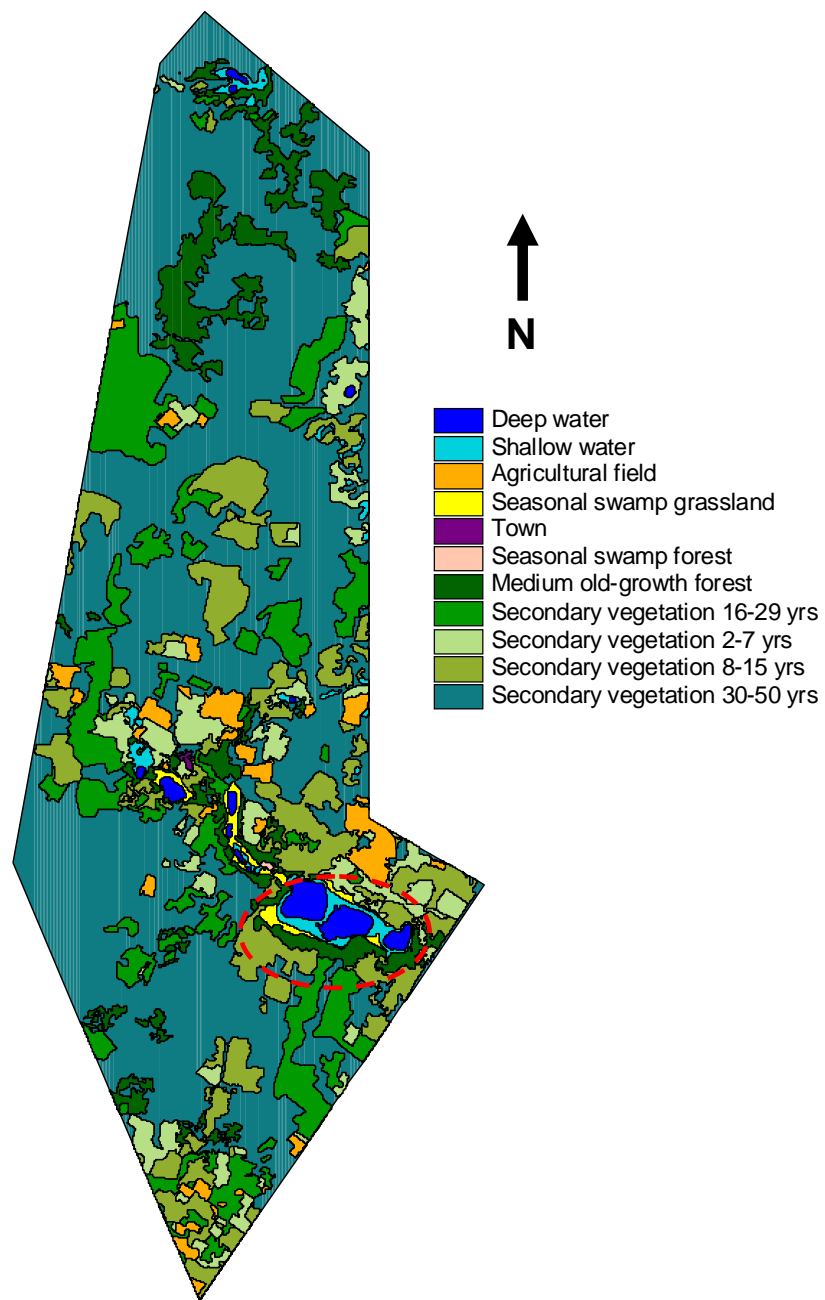 N
Deep water
Shallow water
Agricultural field
Seasonal swamp grassland
Town
Seasonal swamp forest
Medium old-growth forest
Secondary vegetation 16-29 yrs
Secondary vegetation 2-7 yrs
Secondary vegetation 8-15 yrs
Secondary vegetation 30-50 yrs